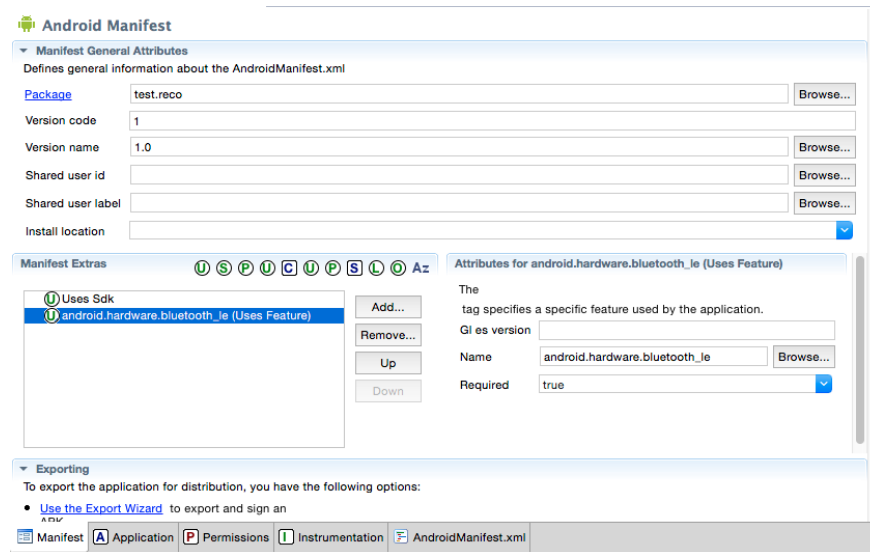 Android Manifest
Manifest General Attributes
Defines general information about the AndroidManifest.xml
Package test.reco Browse...
Version code 1
Version name 1.0 Browse...
Shared user id Browse...
Shared user label Browse...
Install location
Manifest Extras U S P U C U P S L O Az
U Uses Sdk
U android.hardware.bluetooth_le (Uses Feature)
Add...
Remove...
Up
Down
Attributes for android.hardware.bluetooth_le (Uses Feature)
The
tag specifies a specific feature used by the application.
Gl es version
Name android.hardware.bluetooth_le Browse...
Required true
Exporting
To export the application for distribution, you have the following options:
• Use the Export Wizard to export and sign an
APK
Manifest A Application P Permissions I Instrumentation AndroidManifest.xml